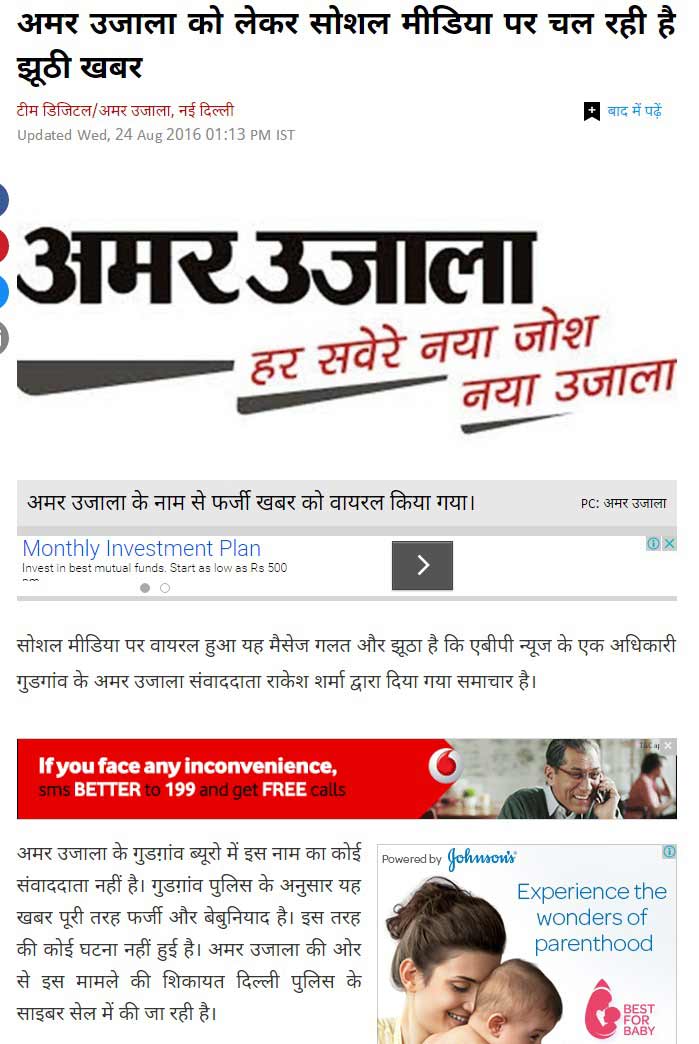 अमर उजाला को लेकर सोशल मीडिया पर चल रही है
झूठी खबर
टीम डिजिटल/अमर उजाला, नई दिल्ली
बाद में पढ़ें
Updated Wed, 24 Aug 2016 01:13 PM IST
अमर उजाला
हर सवेरे नया जोश
नया उजाला
अमर उजाला के नाम से फर्जी खबर को वायरल किया गया।
PC: अमर उजाला
Monthly Investment Plan
Invest in best mutual funds. Start as low as Rs 500
सोशल मीडिया पर वायरल हुआ यह मैसेज गलत और झूठा है कि एबीपी न्यूज के एक अधिकारी
गुडगांव के अमर उजाला संवाददाता राकेश शर्मा द्वारा दिया गया समाचार है।
If you face any inconvenience,
sms BETTER to 199 and get FREE calls
अमर उजाला के गुडग़ांव ब्यूरो में इस नाम का कोई
संवाददाता नहीं है। गुडग़ांव पुलिस के अनुसार यह
खबर पूरी तरह फर्जी और बेबुनियाद है। इस तरह
की कोई घटना नहीं हुई है। अमर उजाला की ओर
से इस मामले की शिकायत दिल्ली पुलिस के
साइबर सेल में की जा रही है।
Powered by Johnson's
Experience the
wonders of
parenthood
BEST
FOR
BABY